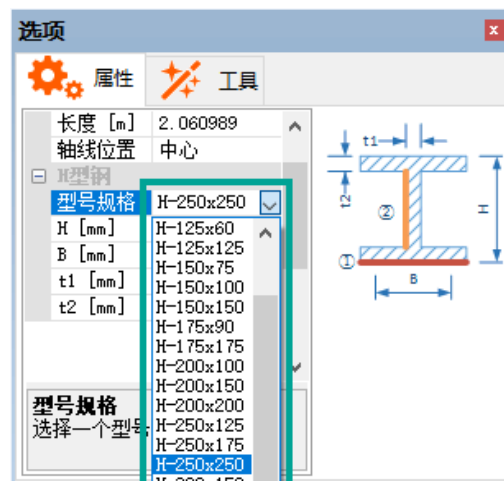 选项
属性 工具
长度 [m] 2.060989
轴线位置 中心
H型钢
型号规格 H-250x250
H [mm]
B [mm]
t1 [mm]
t2 [mm]
H-125x60
H-125x125
H-150x75
H-150x100
H-150x150
H-175x90
H-175x175
H-200x100
H-200x150
H-200x200
H-250x125
H-250x175
H-250x250
型号规格
选择一个型号
t1
t2
②
H
①
B